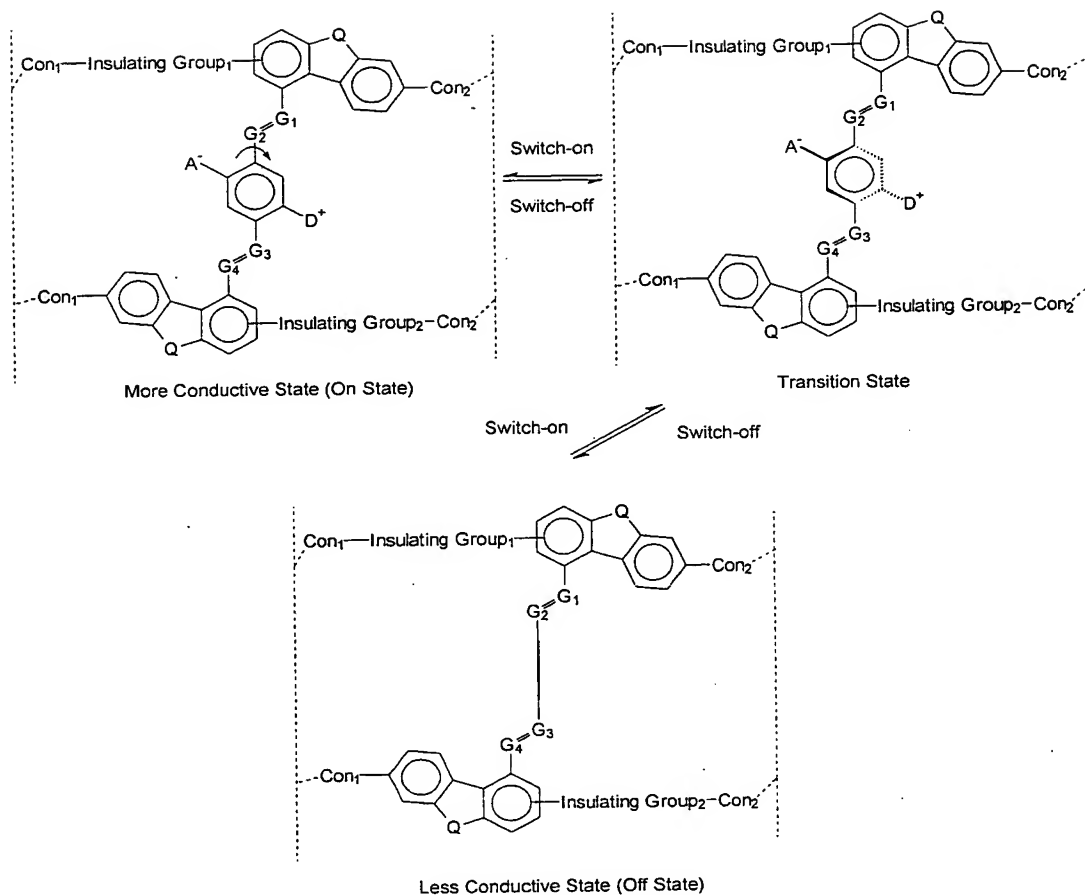 Q
Con1—Insulating Group1
Con2
G2=G1
A-
D+
G4=G3
Con1
Insulating Group2-Con2
Q
More Conductive State (On State)
Switch-on
Switch-off
Q
Con1—Insulating Group1
Con2
G2=G1
A-
D+
G4=G3
Con1
Insulating Group2-Con2
Q
Transition State
Switch-on
Switch-off
Q
Con1—Insulating Group1
Con2
G2=G1
G4=G3
Con1
Insulating Group2-Con2
Q
Less Conductive State (Off State)